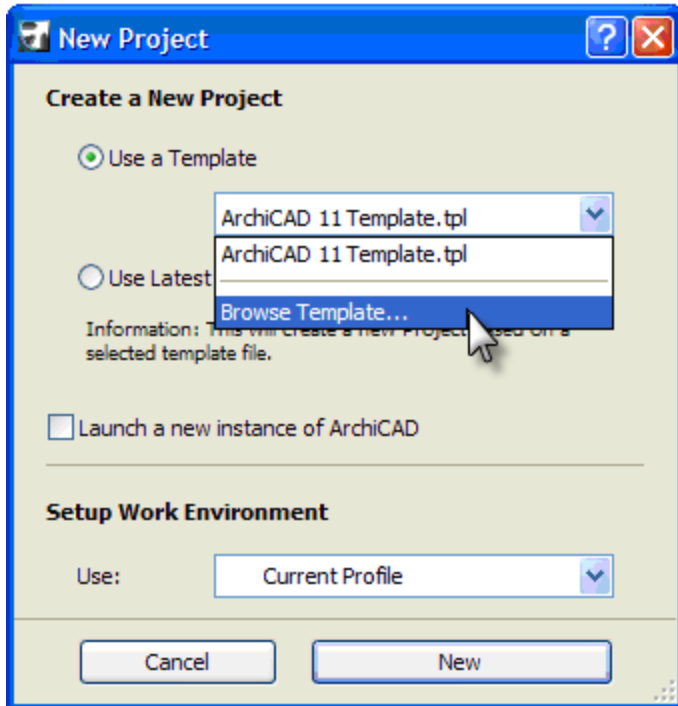 New Project
Create a New Project
Use a Template
ArchiCAD 11 Template.tpl
ArchiCAD 11 Template.tpl
Use Latest
Browse Template...
Information: This will create a new Project based on a
selected template file.
Launch a new instance of ArchiCAD
Setup Work Environment
Use: Current Profile
Cancel New